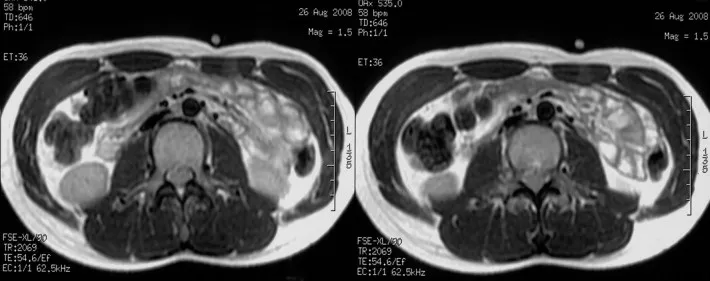 58 bpm
TD:646
Ph:1/1
ET:36
26 Aug 2008
Mag = 1.5
L
FSE-XL/90
TR:2069
TE:54.6/Ef
EC:1/1 62.5kHz
OAx S35.0
58 bpm
TD:646
Ph:1/1
ET:36
26 Aug 2008
Mag = 1.5
L
FSE-XL/90
TR:2069
TE:54.6/Ef
EC:1/1 62.5kHz